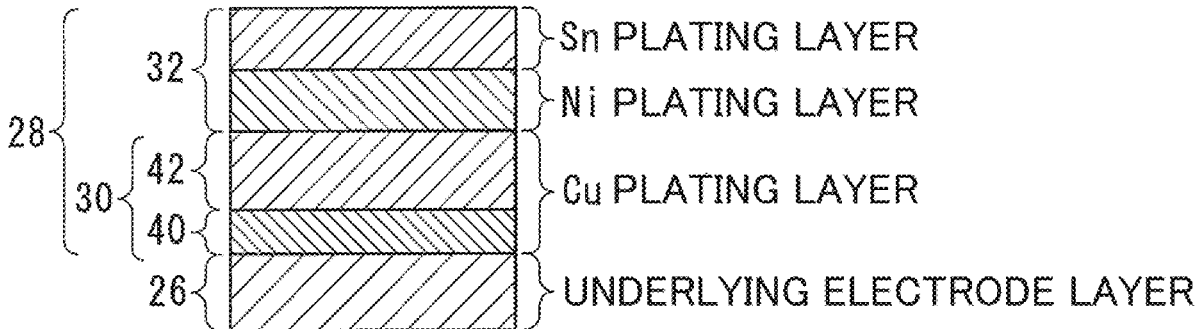 Sn PLATING LAYER
32
Ni PLATING LAYER
28
42
Cu PLATING LAYER
30
40
26
UNDERLYING ELECTRODE LAYER